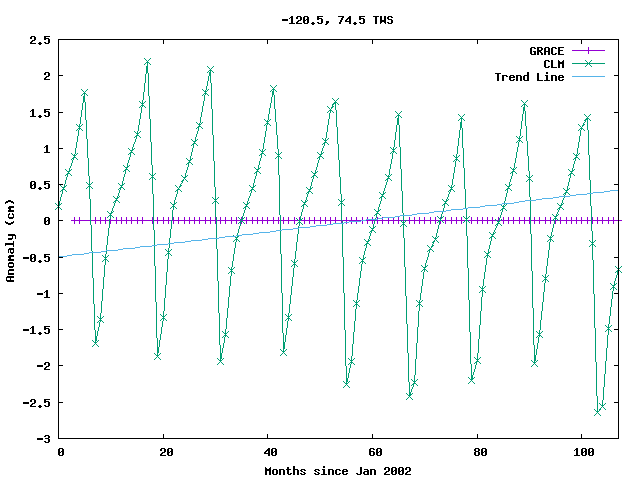 -120.5, 74.5 TWS
GRACE
CLM
Trend Line
2.5
2
1.5
1
0.5
0
-0.5
-1
-1.5
-2
-2.5
-3
Anomaly (cm)
0 20 40 60 80 100
Months since Jan 2002